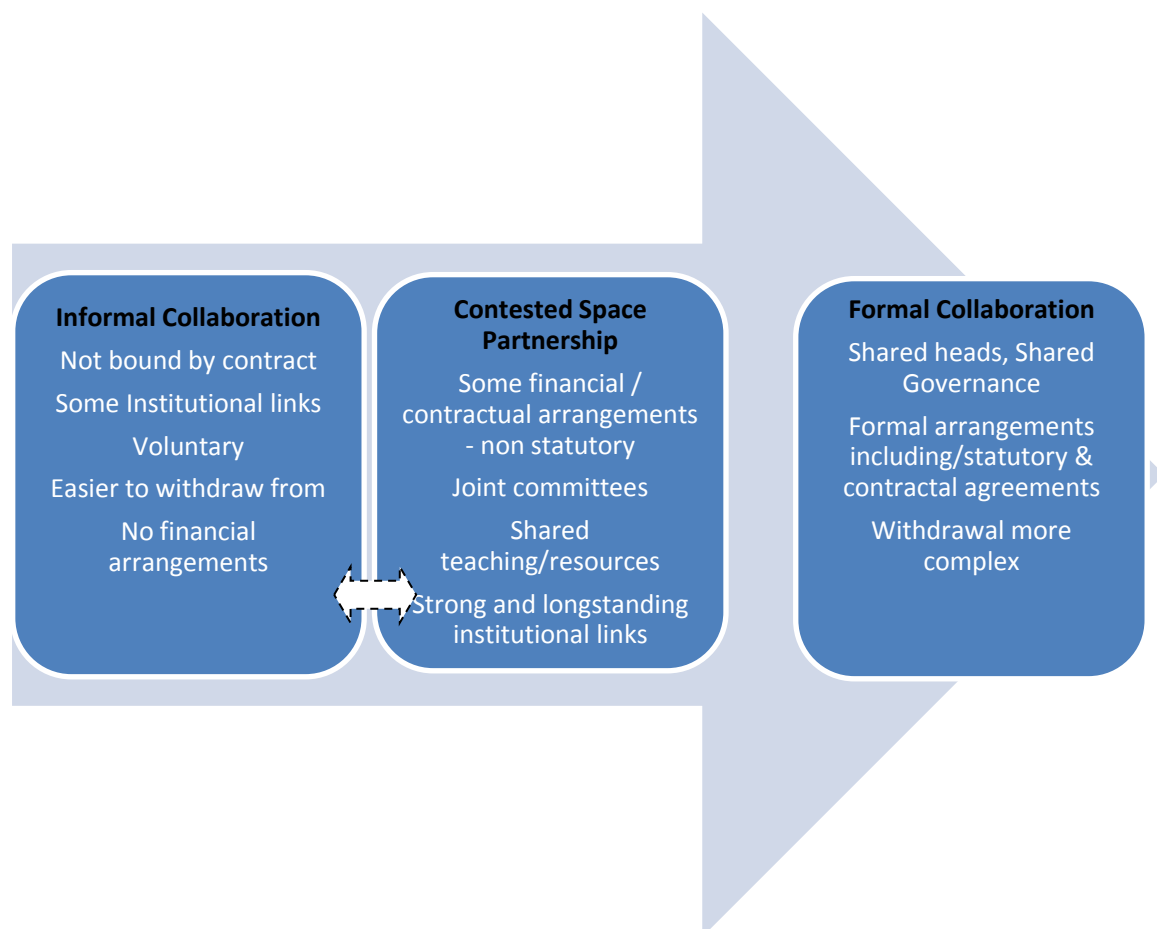 Informal Collaboration
Not bound by contract
Some Institutional links
Voluntary
Easier to withdraw from
No financial
arrangements
Contested Space
Partnership
Some financial /
contractual arrangements
- non statutory
Joint committees
Shared
teaching/resources
Strong and longstanding
institutional links
Formal Collaboration
Shared heads, Shared
Governance
Formal arrangements
including/statutory &
contractal agreements
Withdrawal more
complex